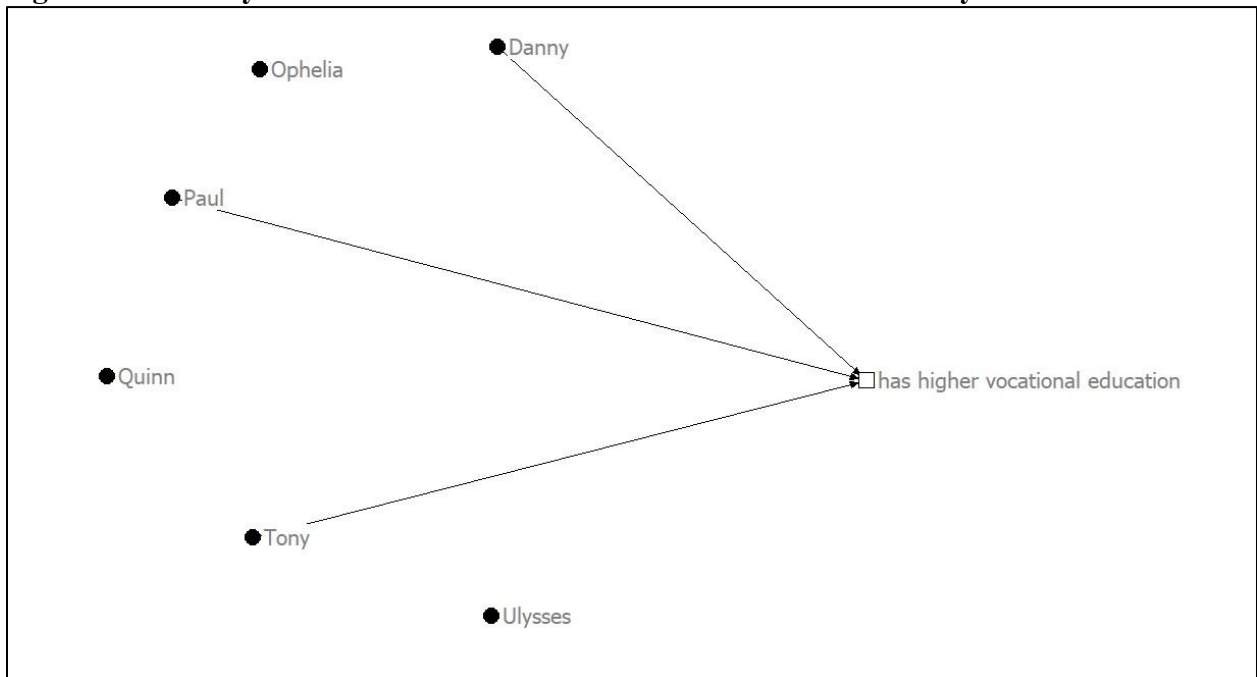 Danny
Ophelia
Paul
Quinn
has higher vocational education
Tony
Ulysses